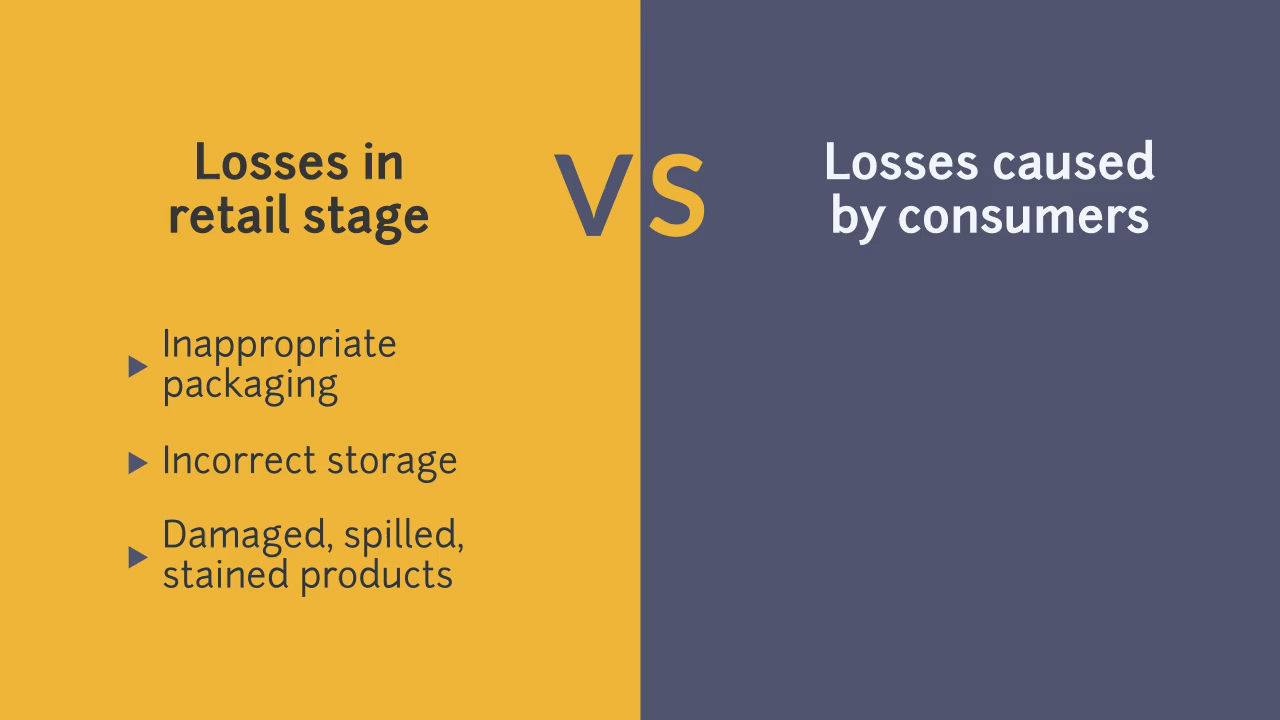 Losses in
retail stage
VS
Losses caused
by consumers
Inappropriate
packaging
Incorrect storage
Damaged, spilled,
stained products